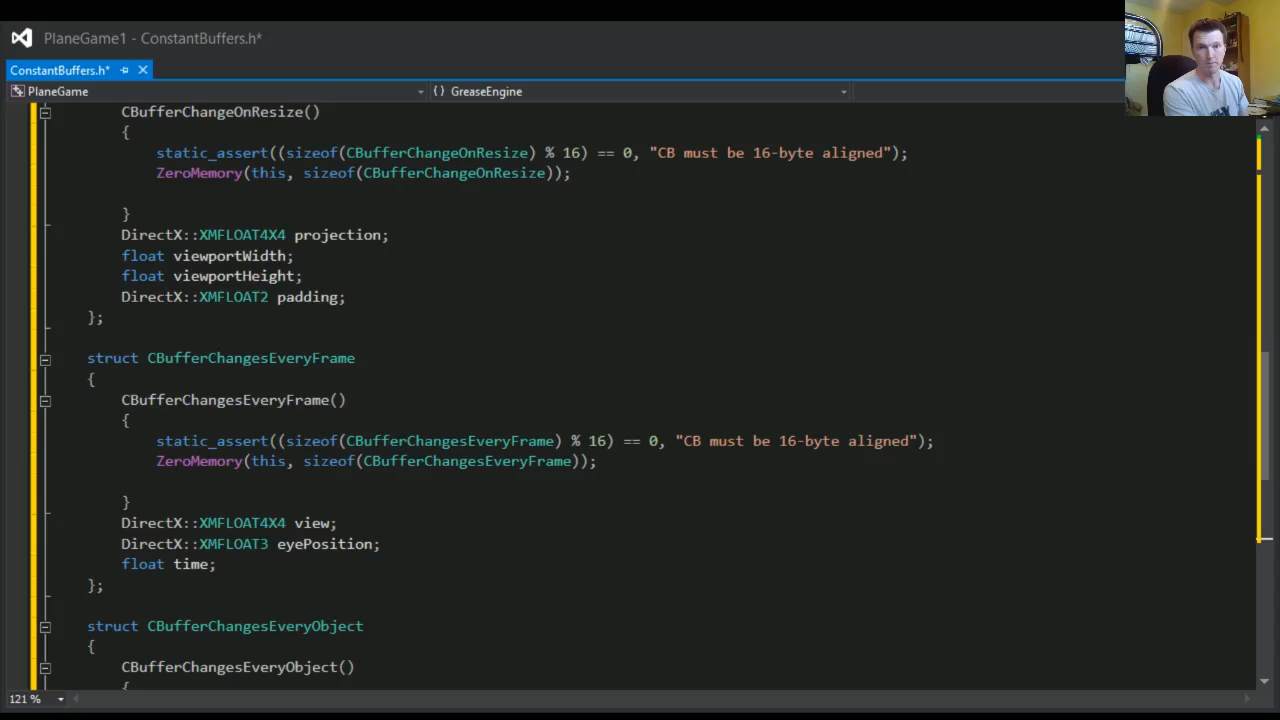 PlaneGame1 - ConstantBuffers.h*
ConstantBuffers.h*
PlaneGame
{} GreaseEngine
CBufferChangeOnResize()
{
static_assert((sizeof(CBufferChangeOnResize) % 16) == 0, "CB must be 16-byte aligned");
ZeroMemory(this, sizeof(CBufferChangeOnResize));
}
DirectX::XMFLOAT4X4 projection;
float viewportWidth;
float viewportHeight;
DirectX::XMFLOAT2 padding;
};
struct CBufferChangesEveryFrame
{
CBufferChangesEveryFrame()
{
static_assert((sizeof(CBufferChangesEveryFrame) % 16) == 0, "CB must be 16-byte aligned");
ZeroMemory(this, sizeof(CBufferChangesEveryFrame));
}
DirectX::XMFLOAT4X4 view;
DirectX::XMFLOAT3 eyePosition;
float time;
};
struct CBufferChangesEveryObject
{
CBufferChangesEveryObject()
{
121 %